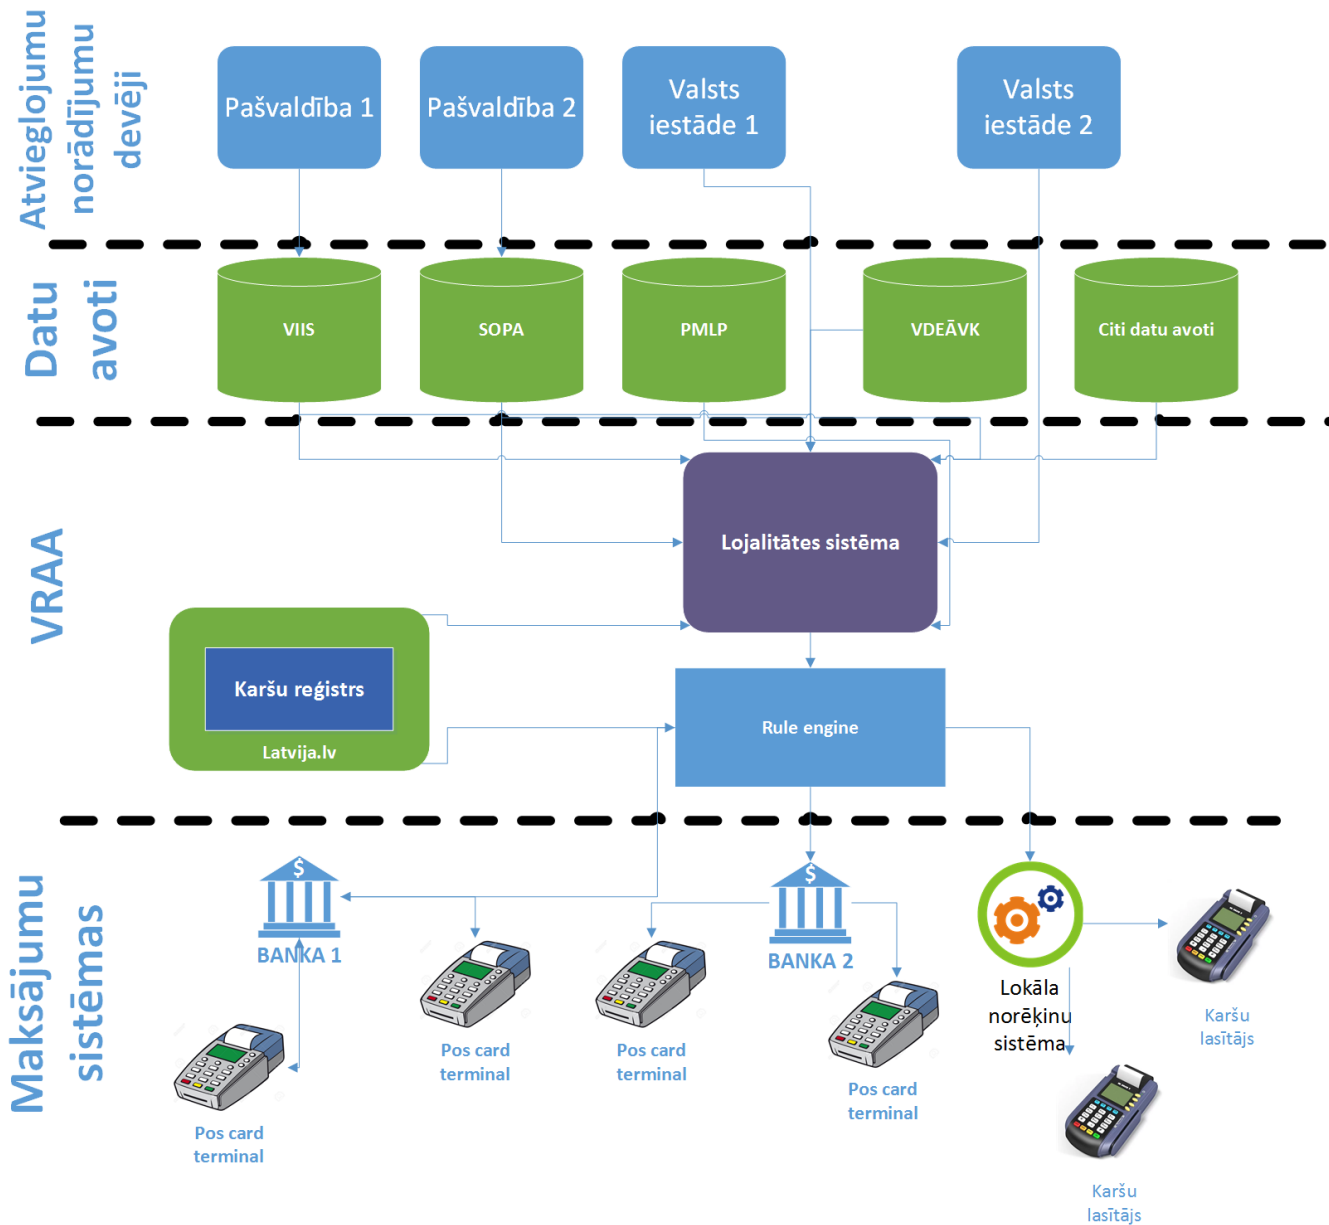 Atvieglojumu
norādījumu
devēji
Pašvaldība 1
Pašvaldība 2
Valsts
iestāde 1
Valsts
iestāde 2
Datu
avoti
VIIS
SOPA
PMLP
VDEĀVK
Citi datu avoti
VRAA
Lojalitātes sistēma
Karšu reģistrs
Latvija.lv
Rule engine
Maksājumu
sistēmas
$
BANKA 1
$
BANKA 2
Lokāla
norēķinu
sistēma
Karšu
lasītājs
Pos card
terminal
Pos card
terminal
Pos card
terminal
Pos card
terminal
Karšu
lasītājs